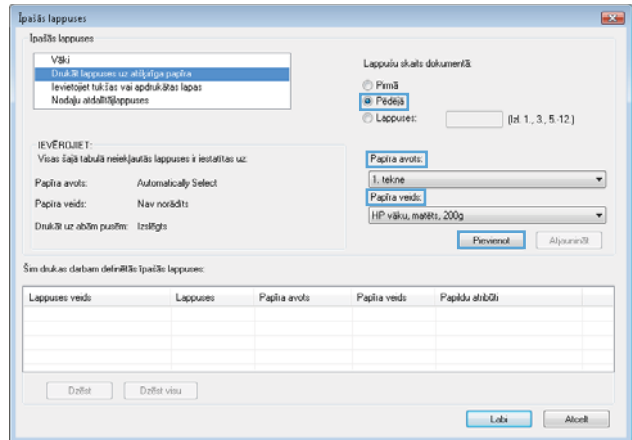 Īpašās lappuses
Īpašās lappuses
Vāki
Drukāt lappuses uz atšķirīga papīra
Ievietojiet tukšas vai apdrukātas lapas
Nodaļu atdalītājlappuses
Lappušu skaits dokumentā:
Pirmā
Pēdējā
Lappuses:
(Izl. 1., 3., 5.-12.)
IEVĒROJIET:
Visas šajā tabulā neiekļautās lappuses ir iestatītas uz:
Papīra avots: Automatically Select
Papīra veids: Nav norādīts
Drukāt uz abām pusēm: Izslēgts
Papīra avots:
1. tekne
Papīra veids:
HP vāku, matēts, 200g
Pievienot Atjaunināt
Šim drukas darbam definētās īpašās lappuses:
Lappuses veids Lappuses Papīra avots Papīra veids Papildu atribūti
Dzēst Dzēst visu
Labi Atcelt